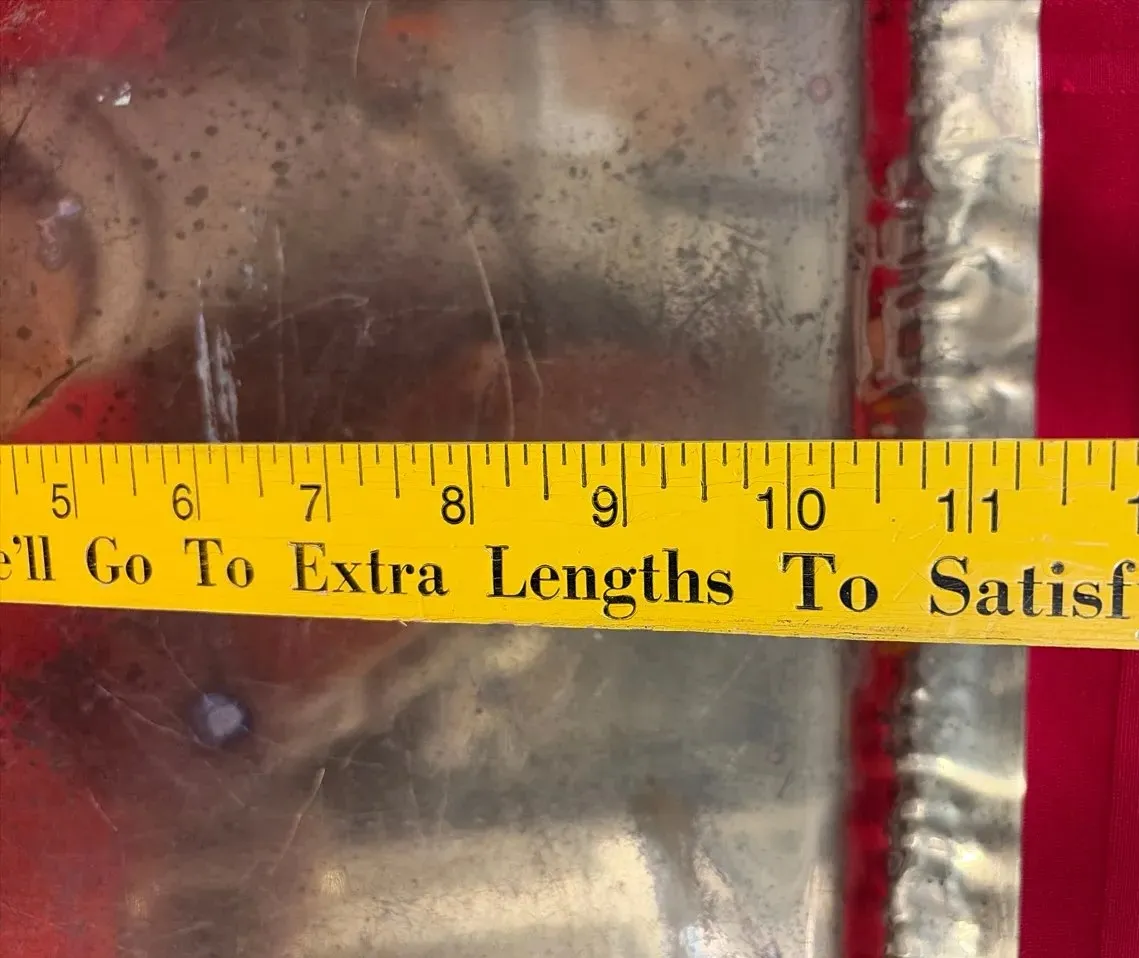 5 6 7 8 9 10 11
e'll Go To Extra Lengths To Satisf